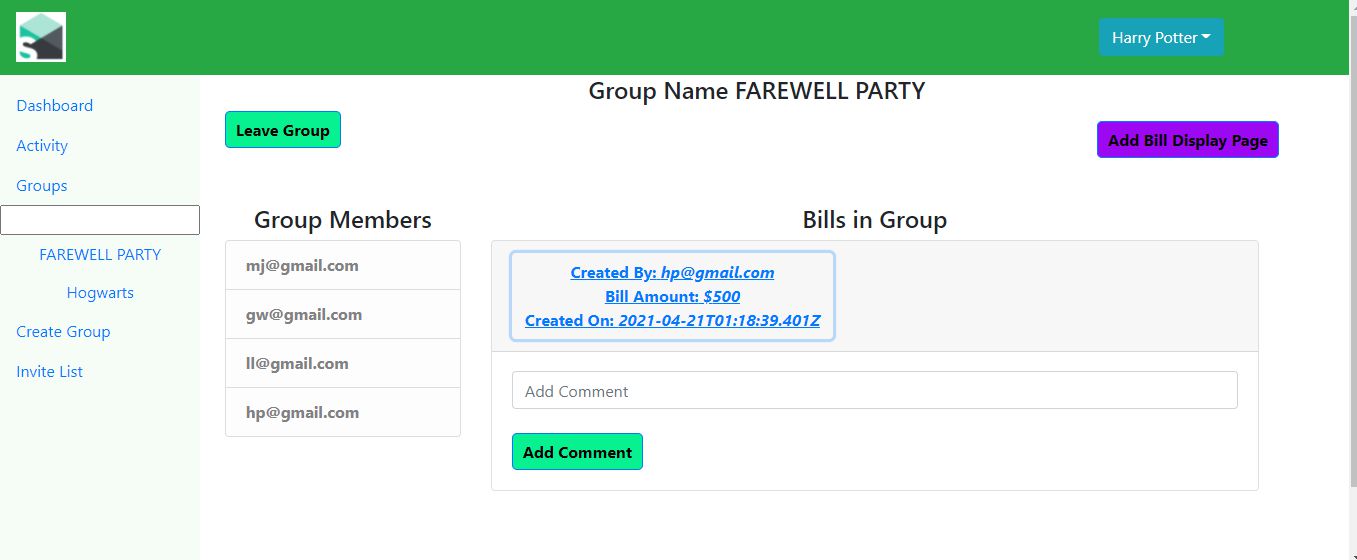 Harry Potter
Group Name FAREWELL PARTY
Leave Group
Add Bill Display Page
Dashboard
Activity
Groups
FAREWELL PARTY
Hogwarts
Create Group
Invite List
Group Members
mj@gmail.com
gw@gmail.com
ll@gmail.com
hp@gmail.com
Bills in Group
Created By: hp@gmail.com
Bill Amount: $500
Created On: 2021-04-21T01:18:39.401Z
Add Comment
Add Comment